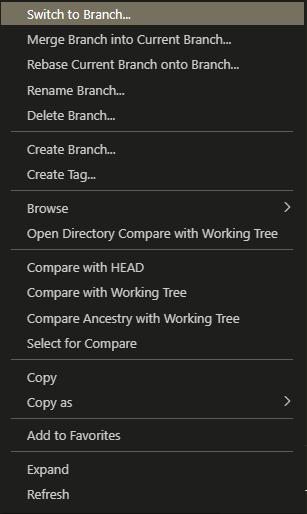 Switch to Branch...
Merge Branch into Current Branch...
Rebase Current Branch onto Branch...
Rename Branch...
Delete Branch...
Create Branch...
Create Tag...
Browse
Open Directory Compare with Working Tree
Compare with HEAD
Compare with Working Tree
Compare Ancestry with Working Tree
Select for Compare
Copy
Copy as
Add to Favorites
Expand
Refresh